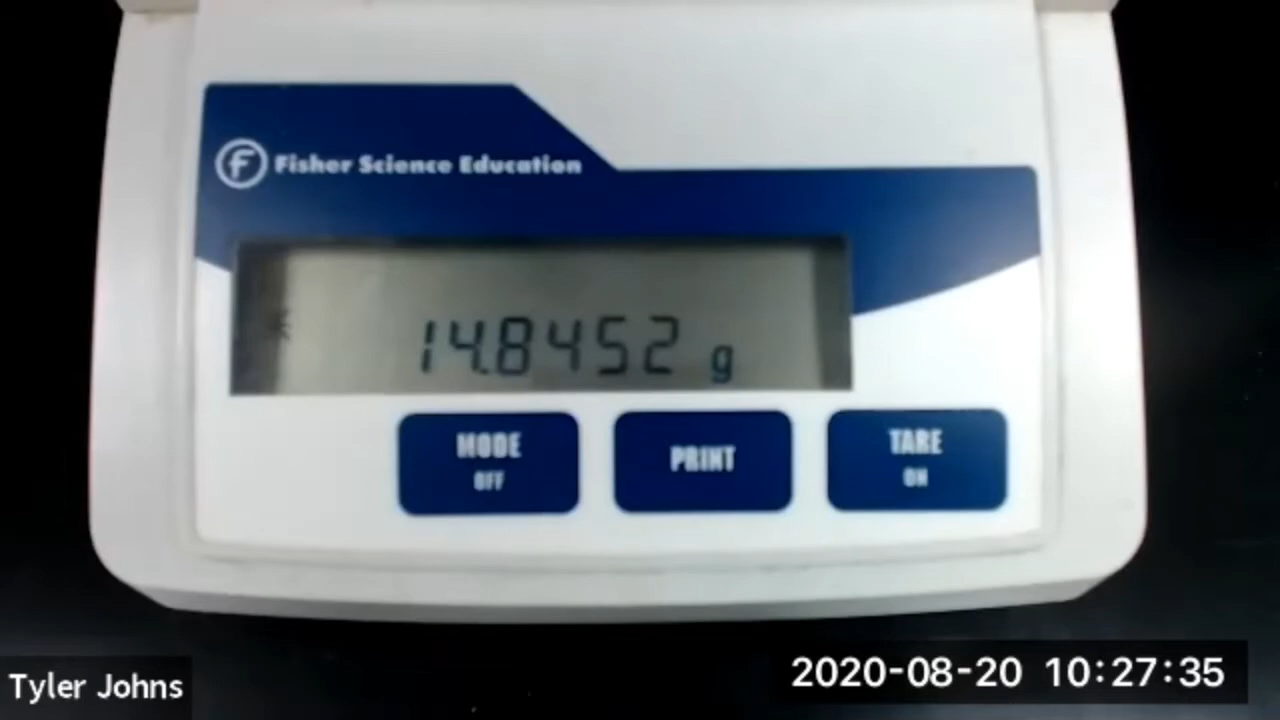 Fisher Science Education
14.8452 g
MODE
OFF
PRINT
TARE
ON
Tyler Johns
2020-08-20 10:27:35